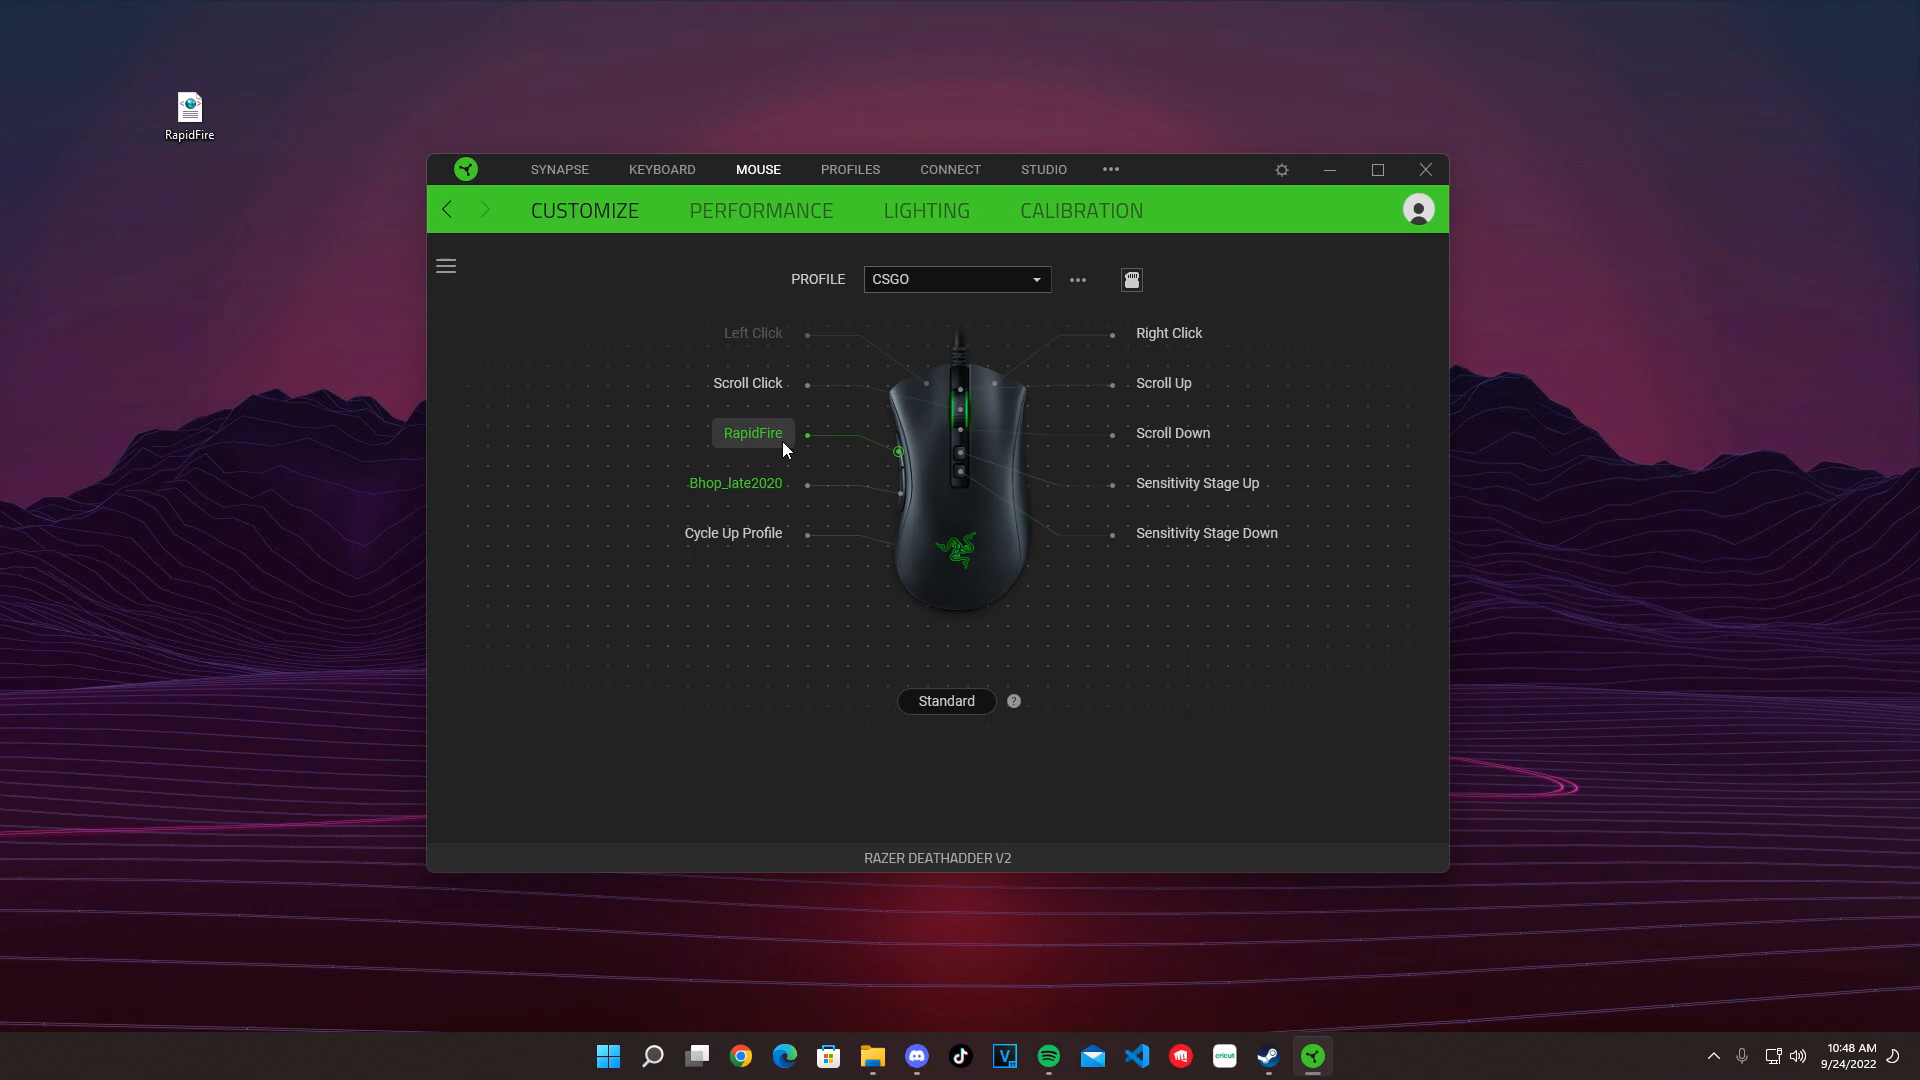 RapidFire
SYNAPSE KEYBOARD MOUSE PROFILES CONNECT STUDIO
CUSTOMIZE PERFORMANCE LIGHTING CALIBRATION
PROFILE CSGO
Left Click Right Click
Scroll Click Scroll Up
RapidFire Scroll Down
Bhop_late2020 Sensitivity Stage Up
Cycle Up Profile Sensitivity Stage Down
Standard ?
RAZER DEATHADDER V2
V
cricut
10:48 AM
9/24/2022